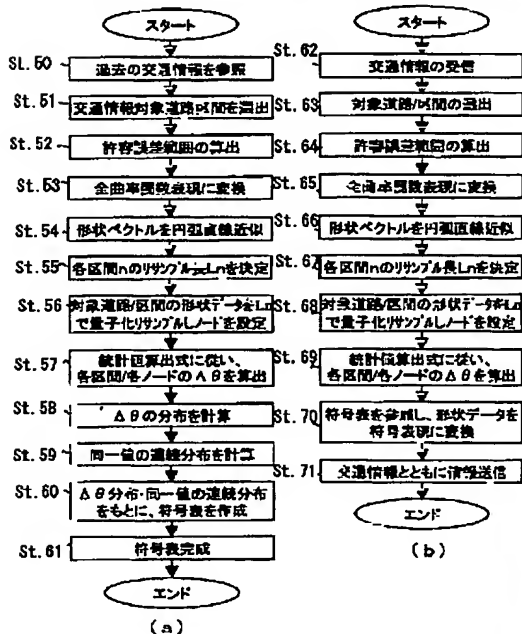 スタート
St.50
過去の交通情報を参照
St.51
交通情報対象道路区間を選出
St.52
許容誤差範囲の算出
St.53
全曲率関数表現に変換
St.54
形状ベクトルを円弧直線近似
St.55
各区間nのリサンプル長Lnを決定
St.56
対象道路/区間の形状データをLn
で量子化リサンプルしノードを設定
St.57
統計値算出式に従い、
各区間/各ノードのΔθを算出
St.58
Δθの分布を計算
St.59
同一値の連続分布を計算
St.60
Δθ分布・同一値の連続分布
をもとに、符号表を作成
St.61
符号表完成
エンド
(a)
スタート
St.62
交通情報の受信
St.63
対象道路/区間の選出
St.64
許容誤差範囲の算出
St.65
全曲率関数表現に変換
St.66
形状ベクトルを円弧直線近似
St.67
各区間nのリサンプル長Lnを決定
St.68
対象道路/区間の形状データをLn
で量子化リサンプルしノードを設定
St.69
統計値算出式に従い、
各区間/各ノードのΔθを算出
St.70
符号表を参照し、形状データを
符号表現に変換
St.71
交通情報とともに情報送信
エンド
(b)